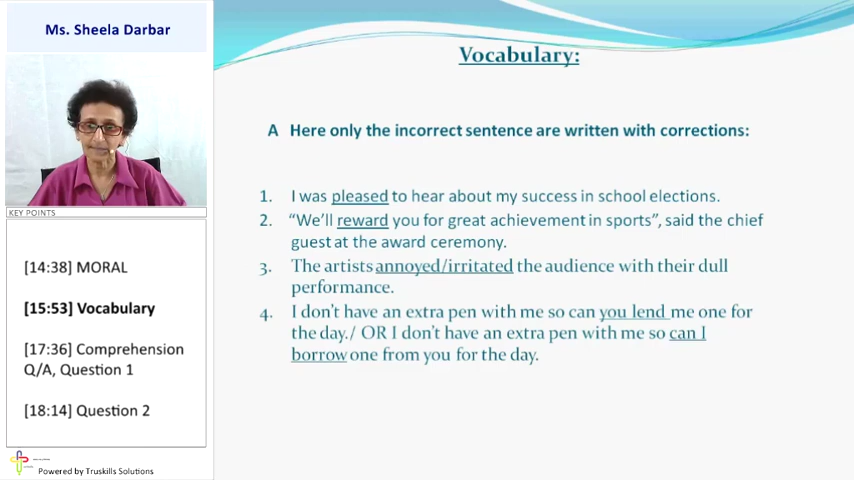 Ms. Sheela Darbar
KEY POINTS
[14:38] MORAL
[15:53] Vocabulary
[17:36] Comprehension
Q/A, Question 1
[18:14] Question 2
Powered by Truskills Solutions
Vocabulary:
A Here only the incorrect sentence are written with corrections:
1. I was pleased to hear about my success in school elections.
2. “We’ll reward you for great achievement in sports”, said the chief
guest at the award ceremony.
3. The artists annoyed/irritated the audience with their dull
performance.
4. I don’t have an extra pen with me so can you lend me one for
the day./ OR I don’t have an extra pen with me so can I
borrow one from you for the day.